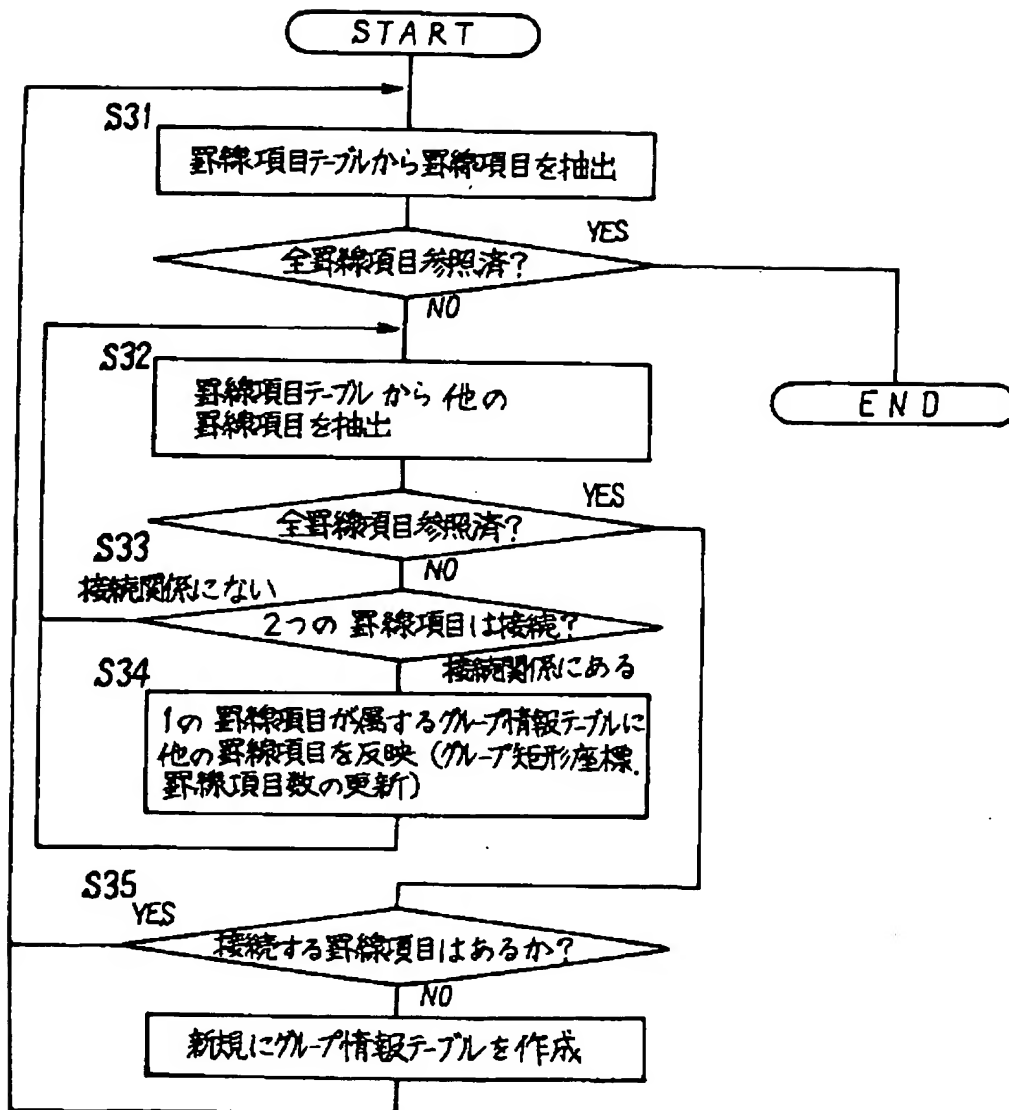 START
S31
罫線項目テーブルから罫線項目を抽出
YES
全罫線項目参照済?
NO
S32
罫線項目テーブルから他の
罫線項目を抽出
END
YES
全罫線項目参照済?
S33
NO
接続関係にない
2つの罫線項目は接続?
接続関係にある
S34
1の罫線項目が属するグループ情報テーブルに
他の罫線項目を反映(グループ矩形座標,
罫線項目数の更新)
S35
YES
接続する罫線項目はあるか?
NO
新規にグループ情報テーブルを作成